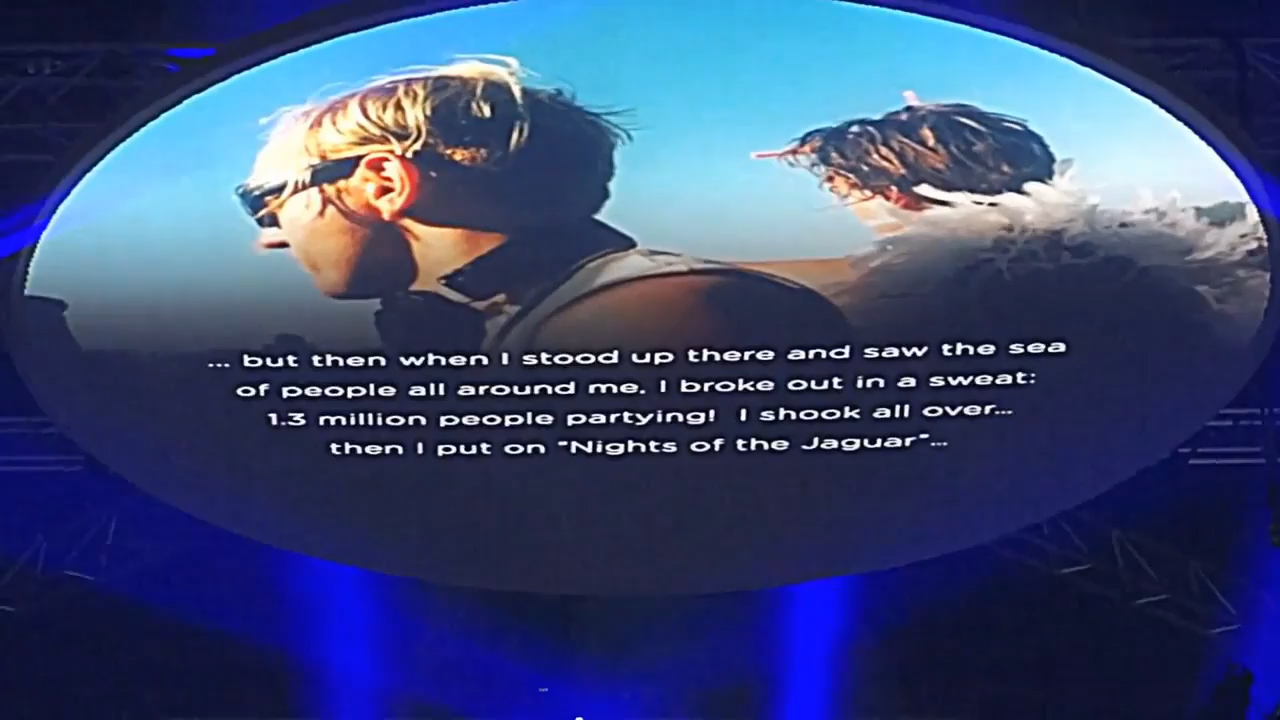 ... but then when I stood up there and saw the sea
of people all around me. I broke out in a sweat:
1.3 million people partying! I shook all over...
then I put on "Nights of the Jaguar"...